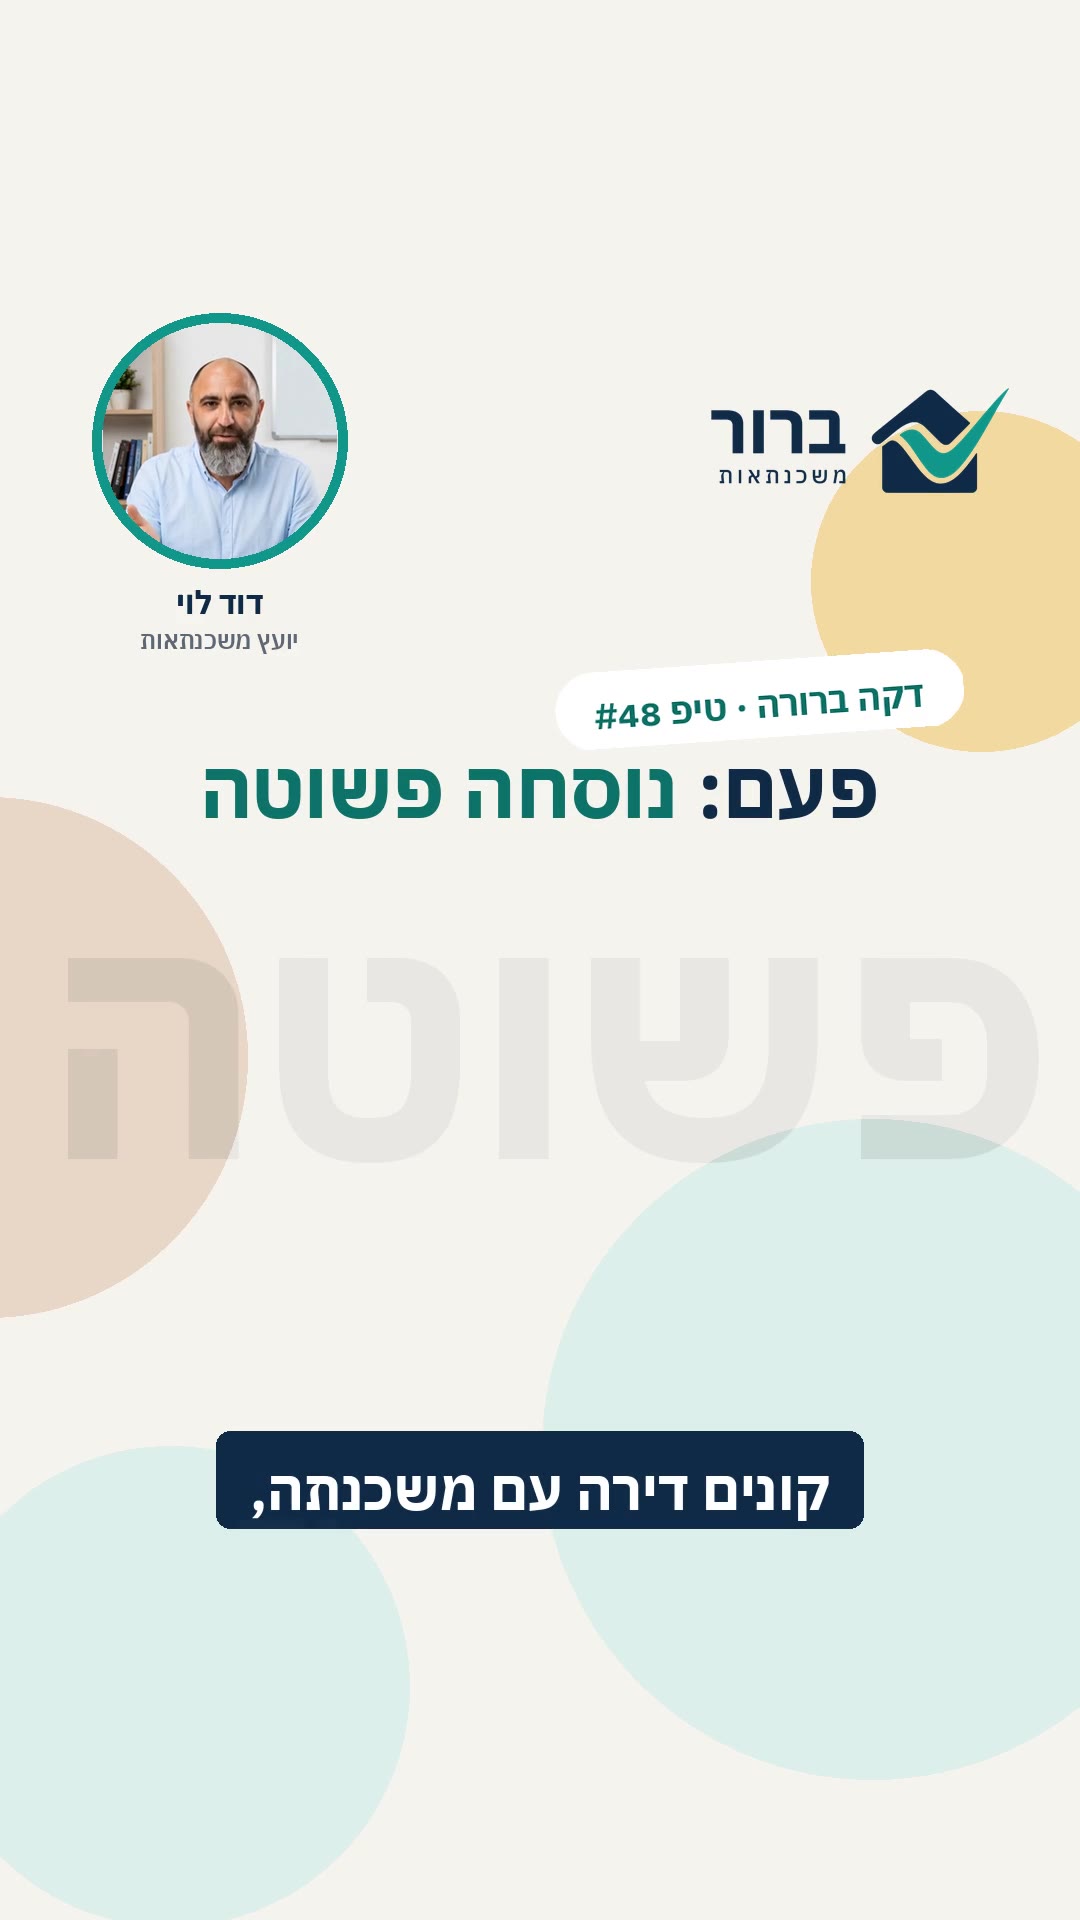 ברור
משכנתאות
דוד לוי
יועץ משכנתאות
דקה ברורה · טיפ #48
פעם: נוסחה פשוטה
פשוטה
קונים דירה עם משכנתה,